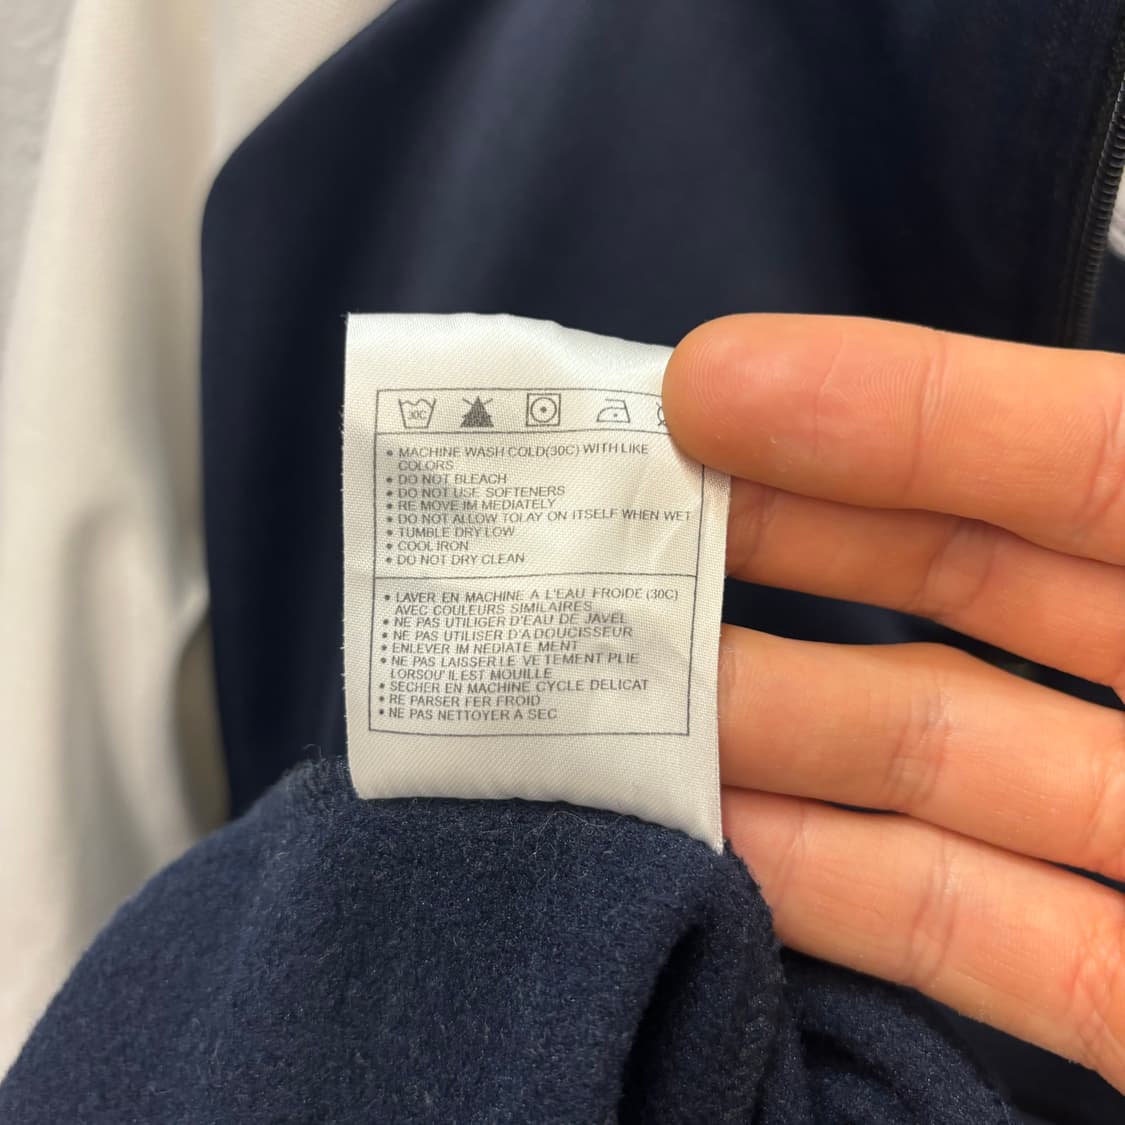 30C
• MACHINE WASH COLD(30C) WITH LIKE
COLORS
• DO NOT BLEACH
• DO NOT USE SOFTENERS
• RE MOVE IM MEDIATELY
• DO NOT ALLOW TOLAY ON ITSELF WHEN WET
• TUMBLE DRY LOW
• COOL IRON
• DO NOT DRY CLEAN
• LAVER EN MACHINE A L'EAU FROIDE (30C)
AVEC COULEURS SIMILAIRES
• NE PAS UTILIGER D'EAU DE JAVEL
• NE PAS UTILISER D'A DOUCISSEUR
• ENLEVER IM NEDIATE MENT
• NE PAS LAISSER LE VE TEMENT PLIE
LORSOU' IL EST MOUILLE
• SECHER EN MACHINE CYCLE DELICAT
• RE PARSER FER FROID
• NE PAS NETTOYER A SEC